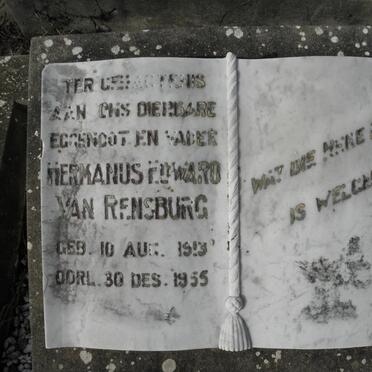 TER GEDAGTENIS
AAN ONS DIERBARE
EGGENOOT EN VADER
HERMANUS EDWARD
VAN RENSBURG
GEB. 10 AUG. 1913
OORL. 30 DES. 1955
WAT DIE HERE
IS WELG